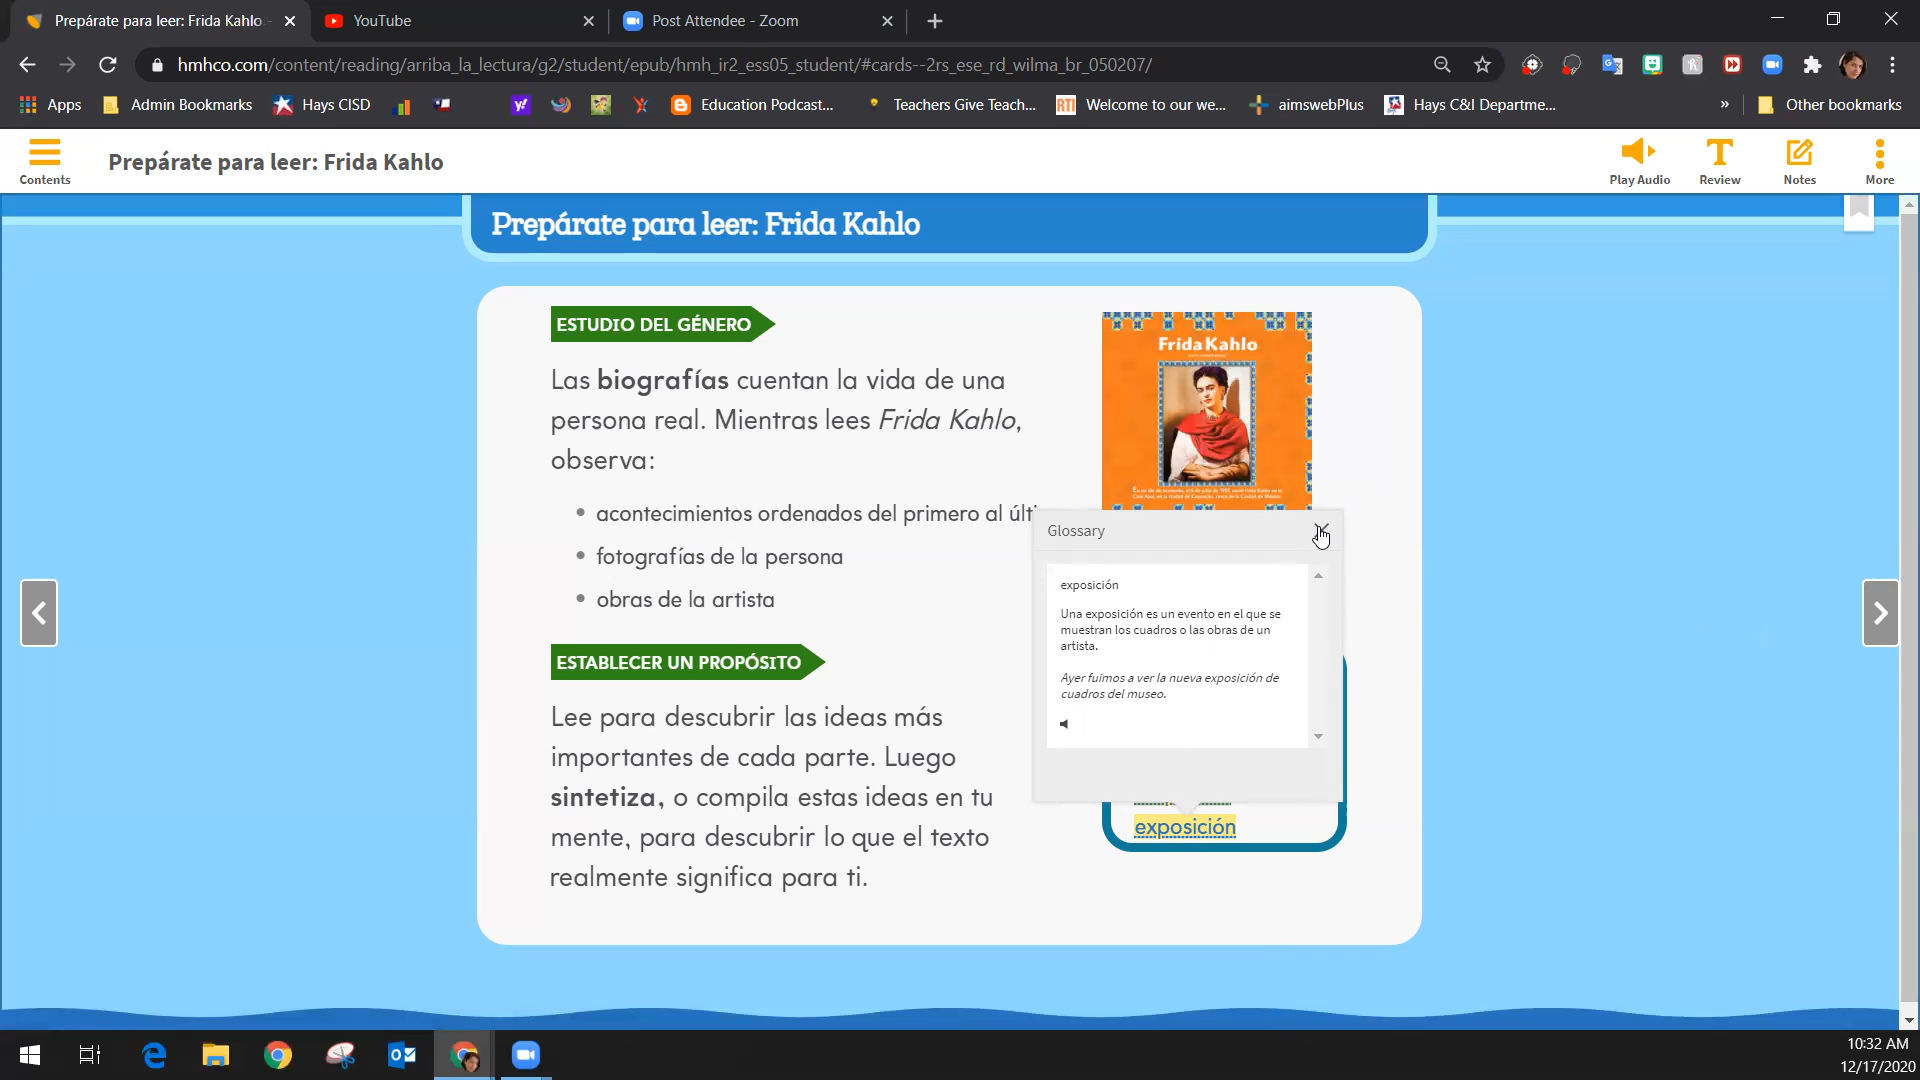 Prepárate para leer: Frida Kahlo -
YouTube
Post Attendee - Zoom
hmhco.com/content/reading/arriba_la_lectura/g2/student/epub/hmh_ir2_ess05_student/#cards--2rs_ese_rd_wilma_br_050207/
Apps
Admin Bookmarks
Hays CISD
Education Podcast...
Teachers Give Teach...
RTI
Welcome to our we...
aimswebPlus
Hays C&I Departme...
»
Other bookmarks
Contents
Prepárate para leer: Frida Kahlo
Play Audio
Review
Notes
More
Prepárate para leer: Frida Kahlo
ESTUDIO DEL GÉNERO
Las biografías cuentan la vida de una
persona real. Mientras lees Frida Kahlo,
observa:
• acontecimientos ordenados del primero al últi
• fotografías de la persona
• obras de la artista
ESTABLECER UN PROPÓSITO
Lee para descubrir las ideas más
importantes de cada parte. Luego
sintetiza, o compila estas ideas en tu
mente, para descubrir lo que el texto
realmente significa para ti.
Frida Kahlo
Glossary
exposición
Una exposición es un evento en el que se
muestran los cuadros o las obras de un
artista.
Ayer fuimos a ver la nueva exposición de
cuadros del museo.
exposición
10:32 AM
12/17/2020